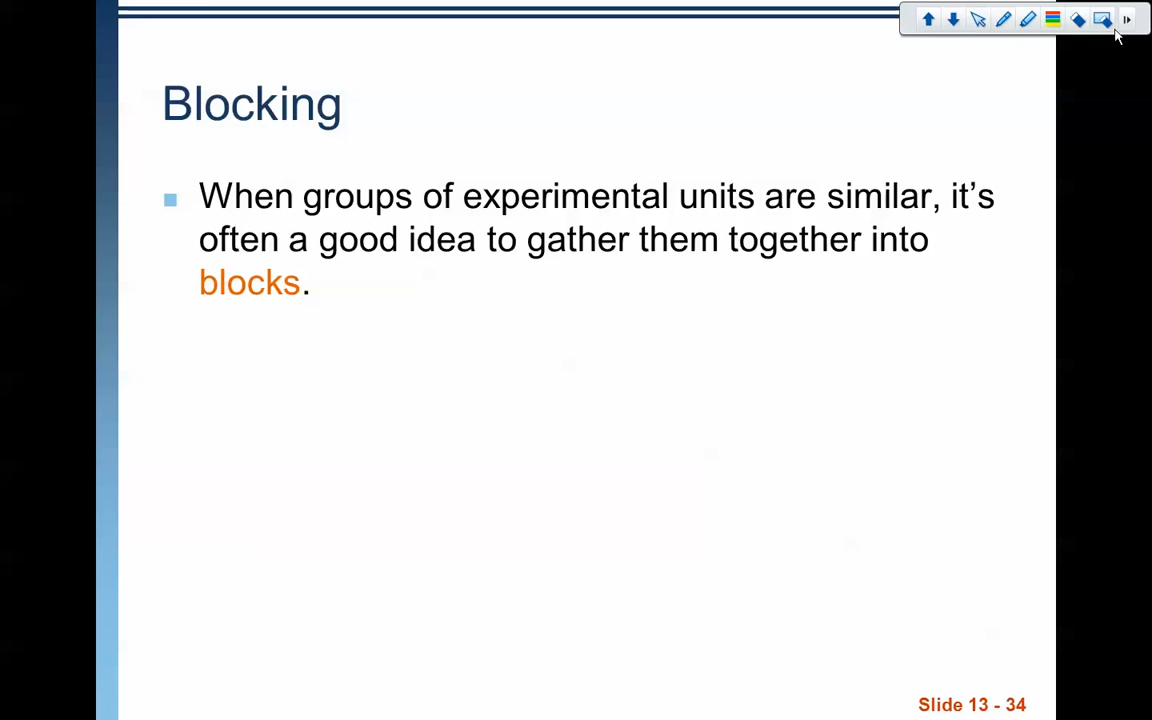 Blocking
When groups of experimental units are similar, it’s
often a good idea to gather them together into
blocks.
Slide 13 - 34